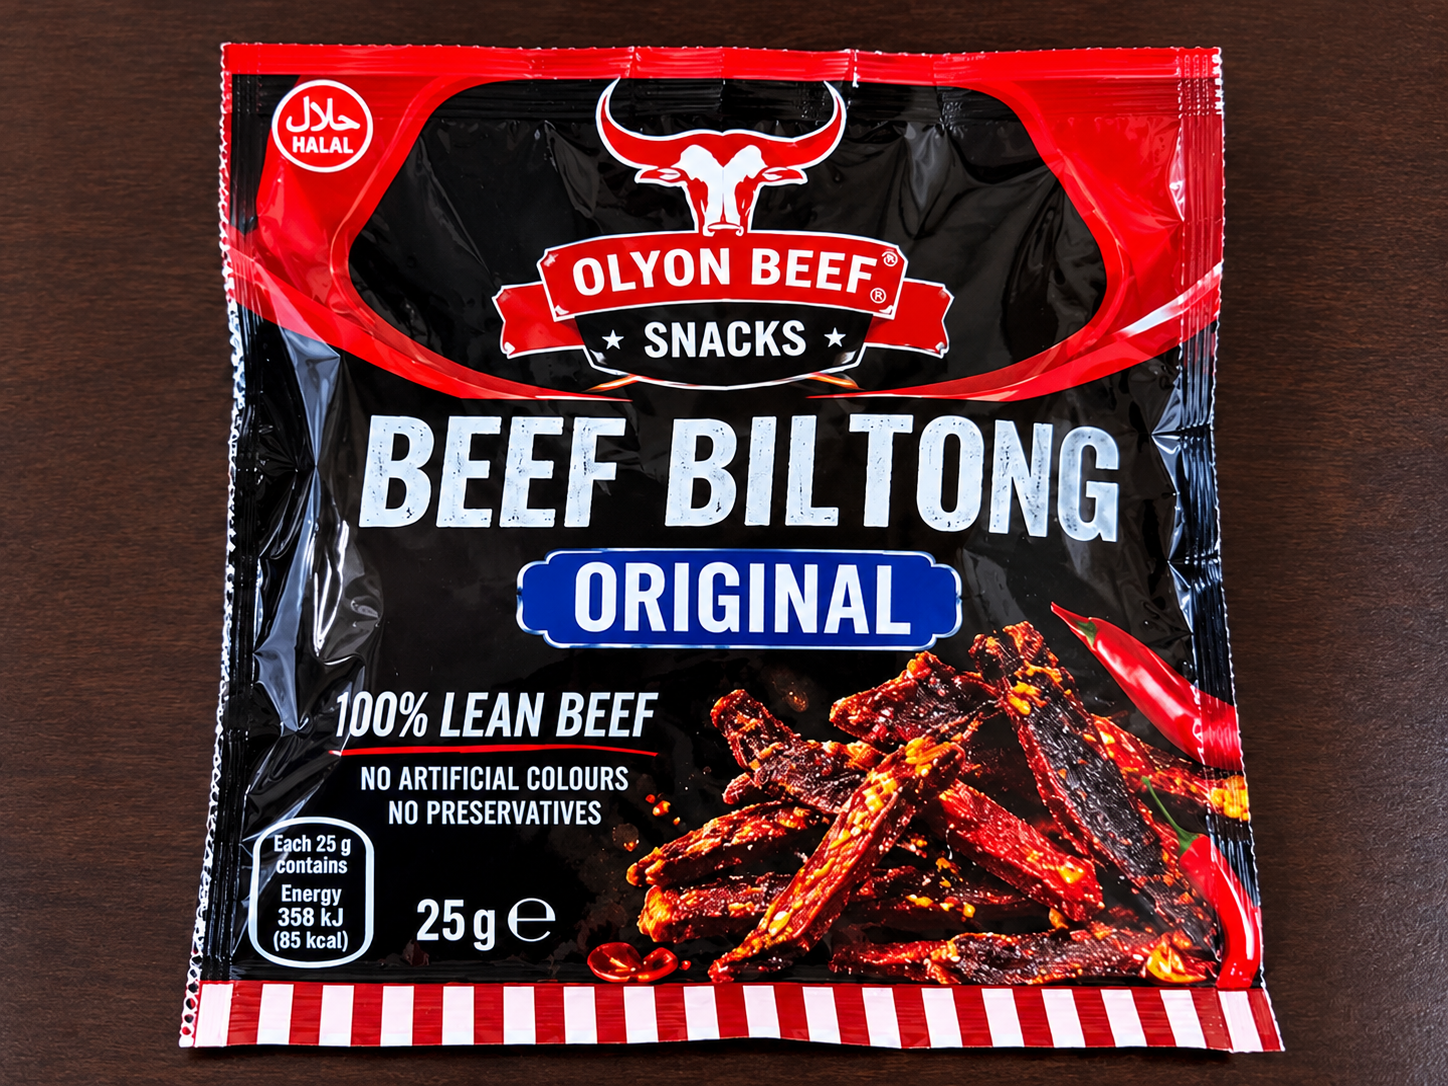 حلال
HALAL
OLYON BEEF®
®
★ SNACKS ★
BEEF BILTONG
ORIGINAL
100% LEAN BEEF
NO ARTIFICIAL COLOURS
NO PRESERVATIVES
Each 25 g
contains
Energy
358 kJ
(85 kcal)
25g ℮